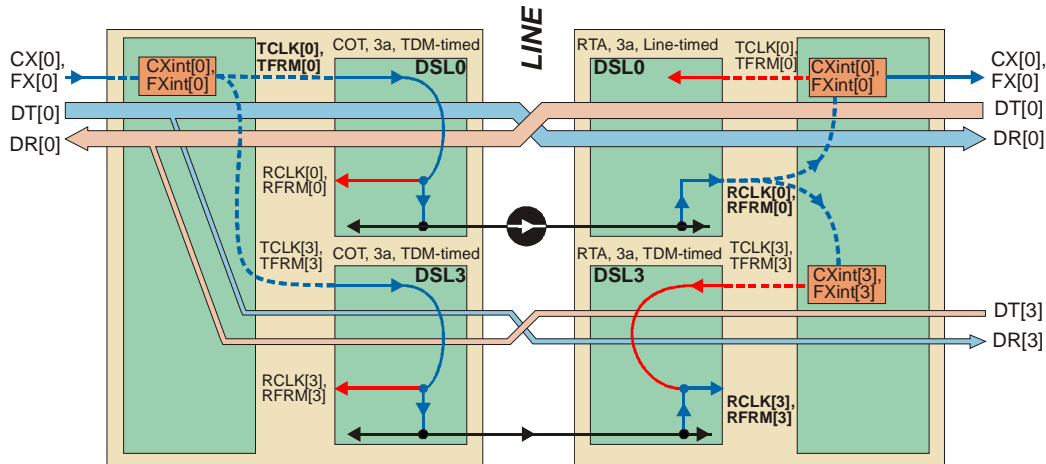 TCLK[0],
TFRM[0]
COT, 3a, TDM-timed
LINE
RTA, 3a, Line-timed
TCLK[0],
TFRM[0]
CX[0],
FX[0]
CXint[0],
FXint[0]
DSL0
DSL0
CXint[0],
FXint[0]
CX[0],
FX[0]
DT[0]
DT[0]
DR[0]
DR[0]
RCLK[0],
RFRM[0]
RCLK[0],
RFRM[0]
TCLK[3],
TFRM[3]
COT, 3a, TDM-timed
RTA, 3a, TDM-timed
TCLK[3],
TFRM[3]
DSL3
DSL3
CXint[3],
FXint[3]
DT[3]
DR[3]
RCLK[3],
RFRM[3]
RCLK[3],
RFRM[3]